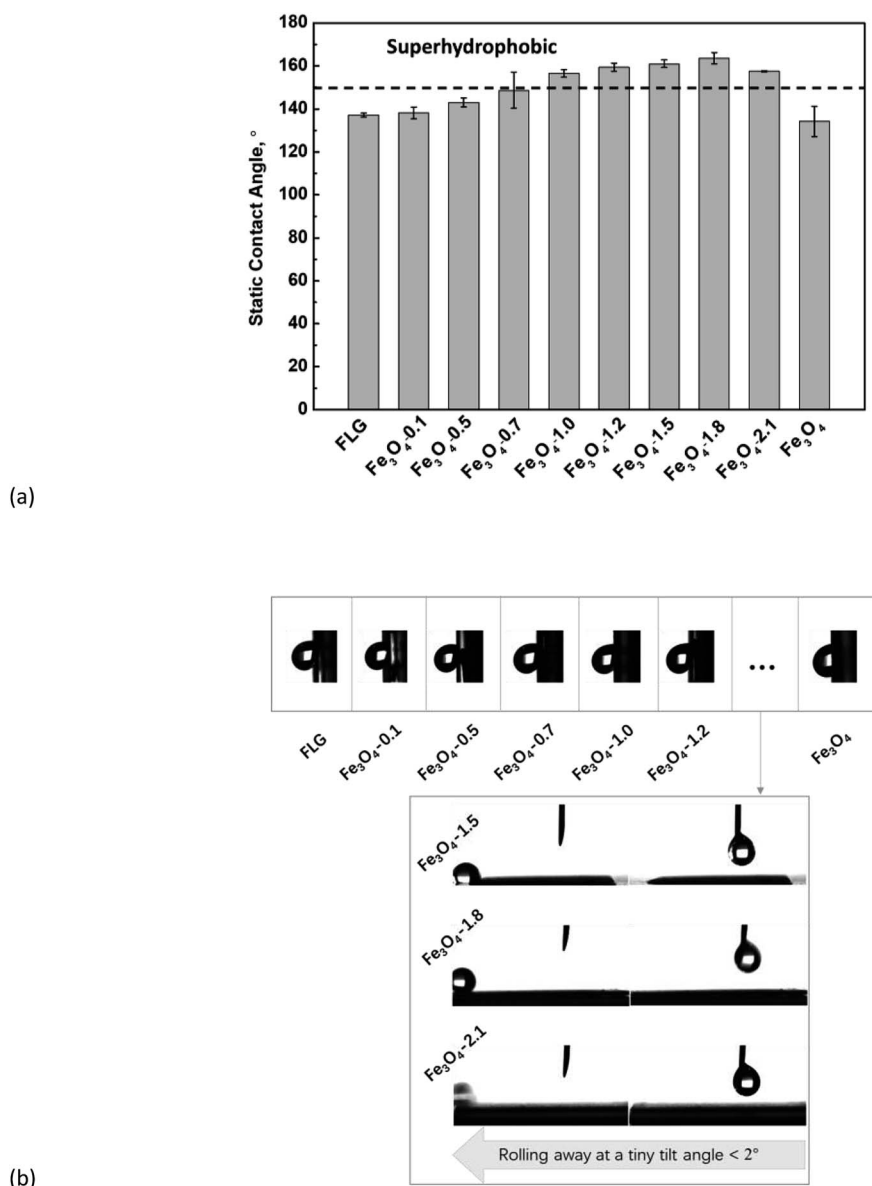 180
160
140
120
100
80
60
40
20
0
Static Contact Angle, °
Superhydrophobic
FLG
Fe₃O₄-0.1
Fe₃O₄-0.5
Fe₃O₄-0.7
Fe₃O₄-1.0
Fe₃O₄-1.2
Fe₃O₄-1.5
Fe₃O₄-1.8
Fe₃O₄-2.1
Fe₃O₄
(a)
...
FLG
Fe₃O₄-0.1
Fe₃O₄-0.5
Fe₃O₄-0.7
Fe₃O₄-1.0
Fe₃O₄-1.2
Fe₃O₄
Fe₃O₄-1.5
Fe₃O₄-1.8
Fe₃O₄-2.1
Rolling away at a tiny tilt angle < 2°
(b)